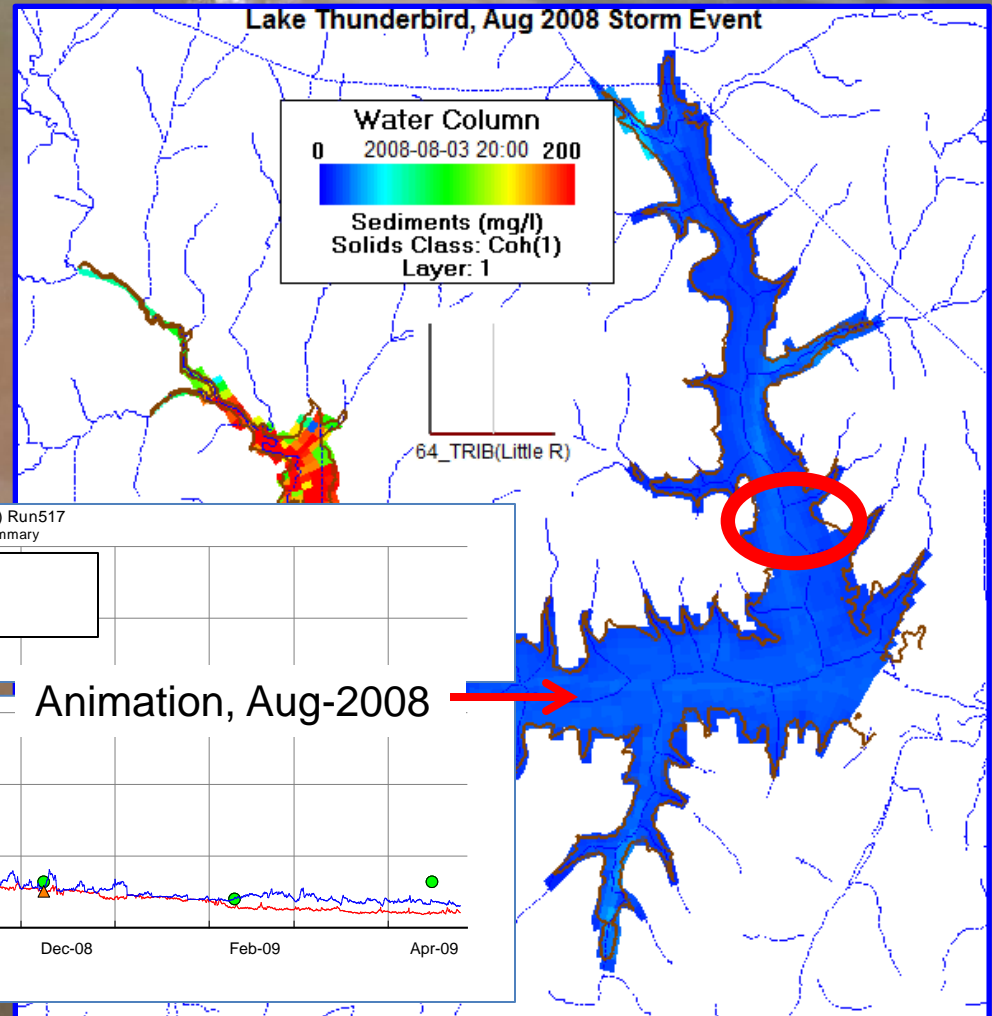 Lake Thunderbird, Aug 2008 Storm Event
Water Column
0 2008-08-03 20:00 200
Sediments (mg/l)
Solids Class: Coh(1)
Layer: 1
64_TRIB(Little R)
) Run517
mmary
Animation, Aug-2008
Dec-08 Feb-09 Apr-09